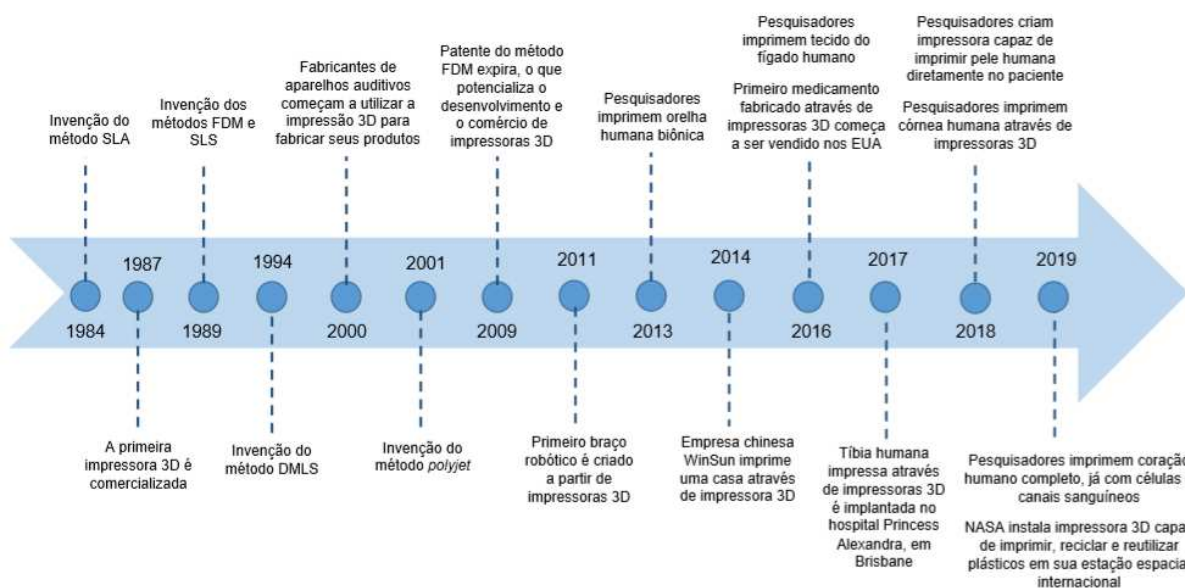 Invenção do
método SLA
Invenção dos
métodos FDM e
SLS
Fabricantes de
aparelhos auditivos
começam a utilizar a
impressão 3D para
fabricar seus produtos
Patente do método
FDM expira, o que
potencializa o
desenvolvimento e
o comércio de
impressoras 3D
Pesquisadores
imprimem orelha
humana biônica
Pesquisadores
imprimem tecido do
fígado humano
Primeiro medicamento
fabricado através de
impressoras 3D começa
a ser vendido nos EUA
Pesquisadores criam
impressora capaz de
imprimir pele humana
diretamente no paciente
Pesquisadores imprimem
córnea humana através de
impressoras 3D
1987
1994
2001
2011
2014
2017
2019
1984
1989
2000
2009
2013
2016
2018
A primeira
impressora 3D é
comercializada
Invenção do
método DMLS
Invenção do
método polyjet
Primeiro braço
robótico é criado
a partir de
impressoras 3D
Empresa chinesa
WinSun imprime
uma casa através
de impressora 3D
Tíbia humana
impressa através
de impressoras 3D
é implantada no
hospital Princess
Alexandra, em
Brisbane
Pesquisadores imprimem coração
humano completo, já com células
canais sanguíneos
NASA instala impressora 3D capa
de imprimir, reciclar e reutilizar
plásticos em sua estação espacia
internacional